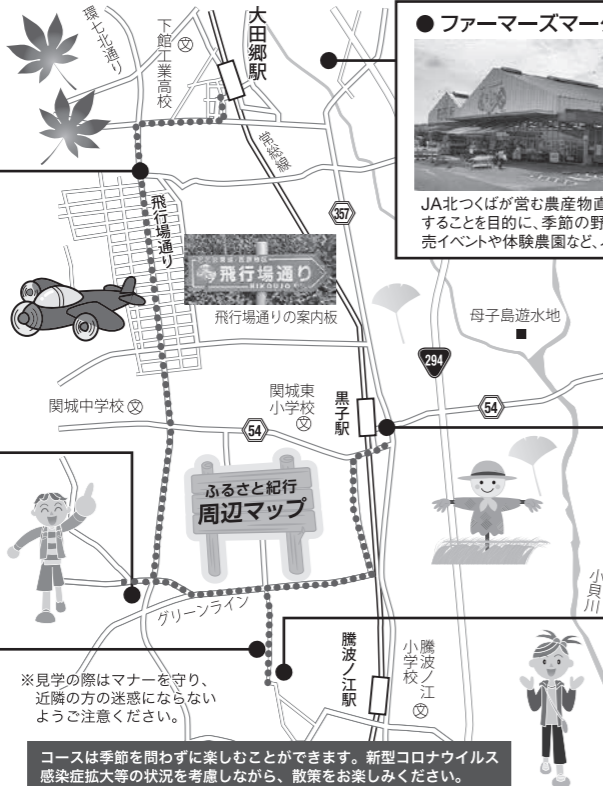 環七北通り
下館工業高校
文
大田郷駅
常総線
357
● ファーマーズマーケ
JA北つくばが営む農産物直
することを目的に、季節の野
売イベントや体験農園など、イ
飛行場通り
飛行場通り
HIKOUJO
飛行場通りの案内板
母子島遊水地
294
関城中学校
文
関城東
小学校
文
黒子駅
54
54
ふるさと紀行
周辺マップ
グリーンライン
小貝川
騰波ノ江駅
騰波ノ江
小学校
文
※見学の際はマナーを守り、
近隣の方の迷惑にならない
ようご注意ください。
コースは季節を問わずに楽しむことができます。新型コロナウイルス
感染症拡大等の状況を考慮しながら、散策をお楽しみください。